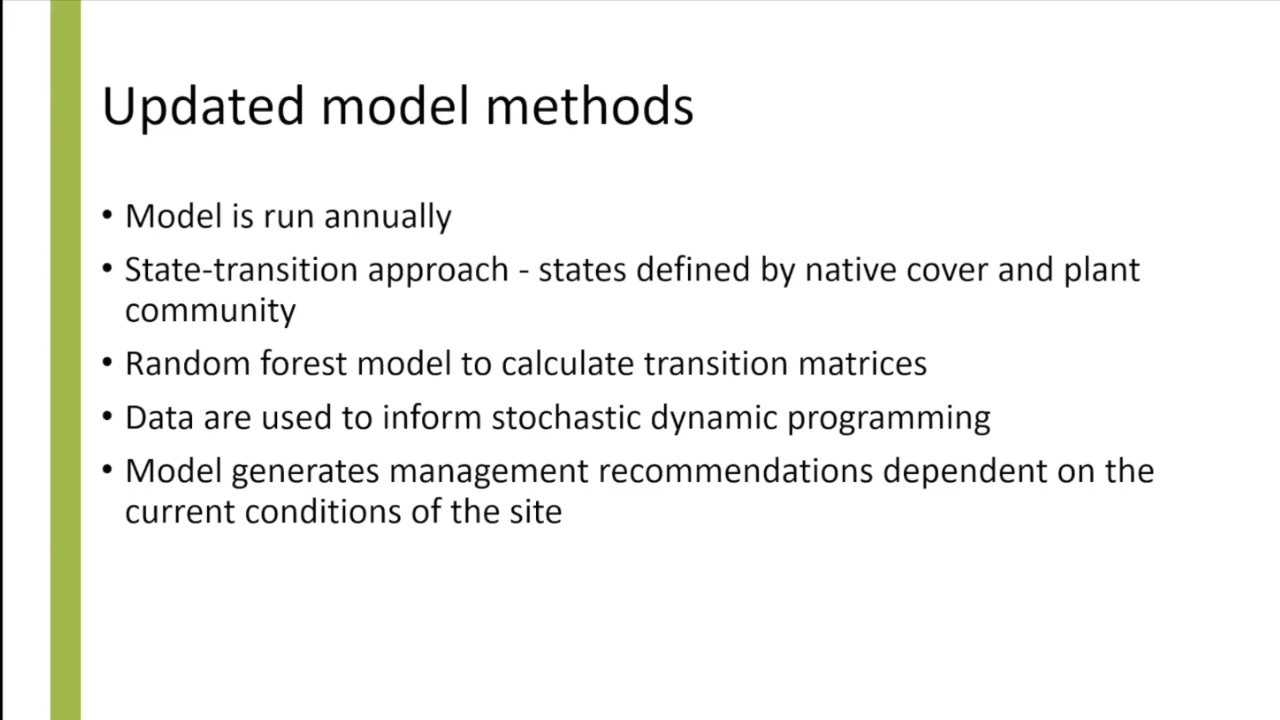 Updated model methods
• Model is run annually
• State-transition approach - states defined by native cover and plant
community
• Random forest model to calculate transition matrices
• Data are used to inform stochastic dynamic programming
• Model generates management recommendations dependent on the
current conditions of the site